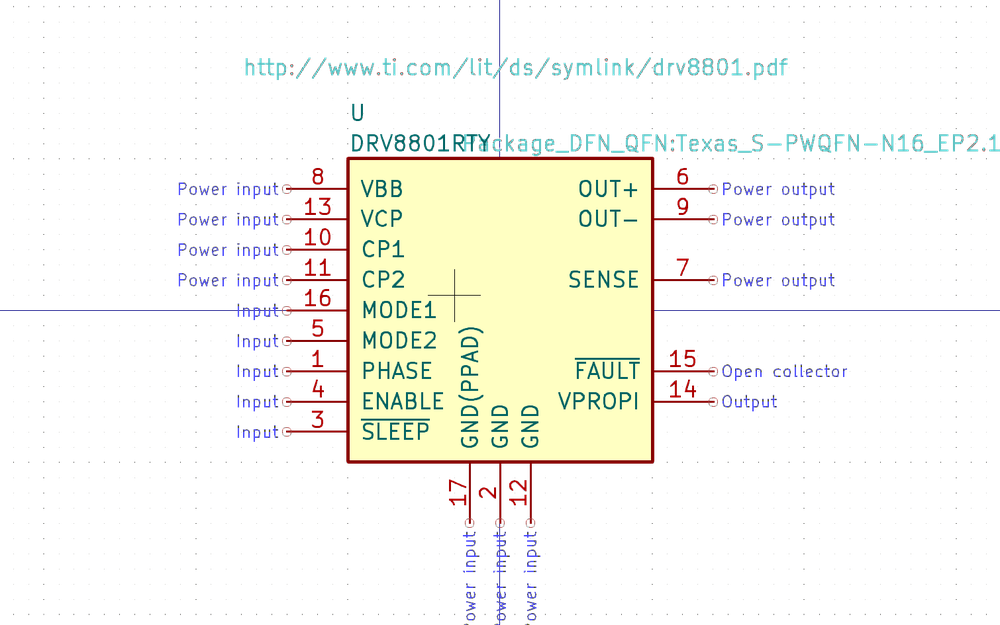 http://www.ti.com/lit/ds/symlink/drv8801.pdf
U
DRV8801RTY Package_DFN_QFN:Texas_S-PWQFN-N16_EP2.1
Power input 8 VBB OUT+ 6 Power output
Power input 13 VCP OUT- 9 Power output
Power input 10 CP1
Power input 11 CP2 SENSE 7 Power output
Input 16 MODE1
Input 5 MODE2
Input 1 PHASE FAULT 15 Open collector
Input 4 ENABLE VPROPI 14 Output
Input 3 SLEEP
GND(PPAD) 17 Power input
GND 2 Power input
GND 12 Power input